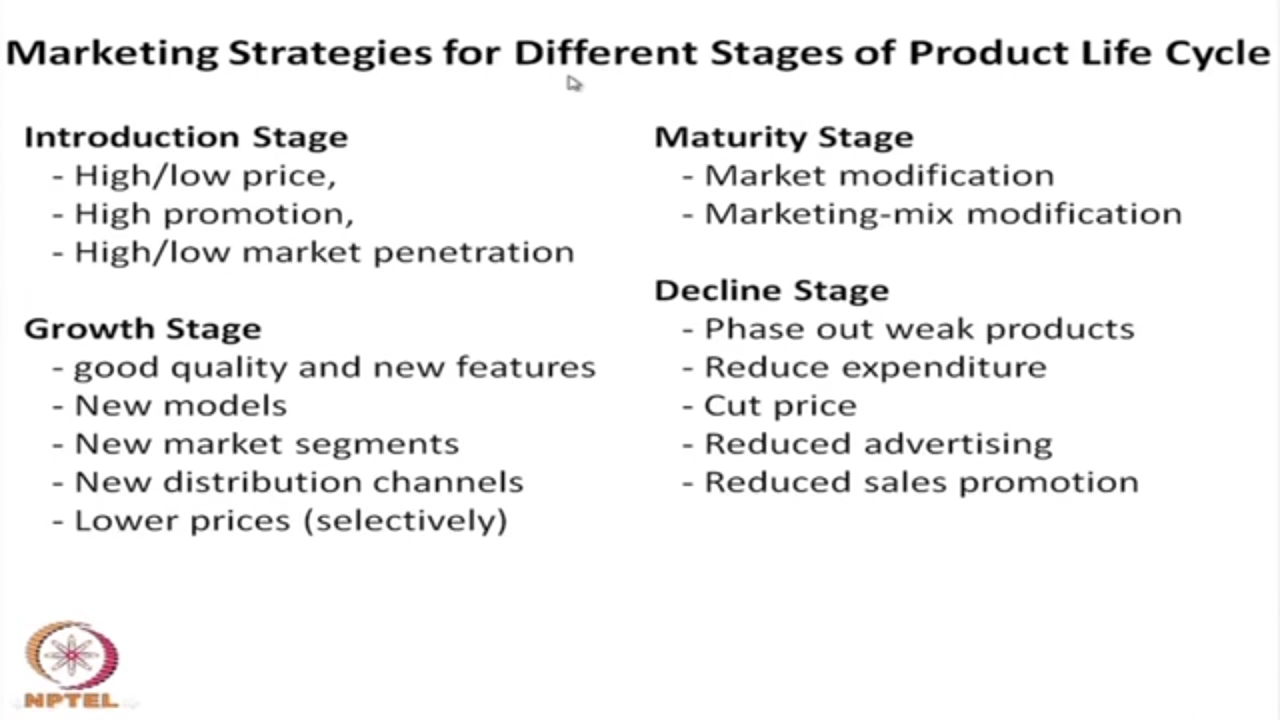 Marketing Strategies for Different Stages of Product Life Cycle
Introduction Stage
- High/low price,
- High promotion,
- High/low market penetration
Growth Stage
- good quality and new features
- New models
- New market segments
- New distribution channels
- Lower prices (selectively)
Maturity Stage
- Market modification
- Marketing-mix modification
Decline Stage
- Phase out weak products
- Reduce expenditure
- Cut price
- Reduced advertising
- Reduced sales promotion
NPTEL